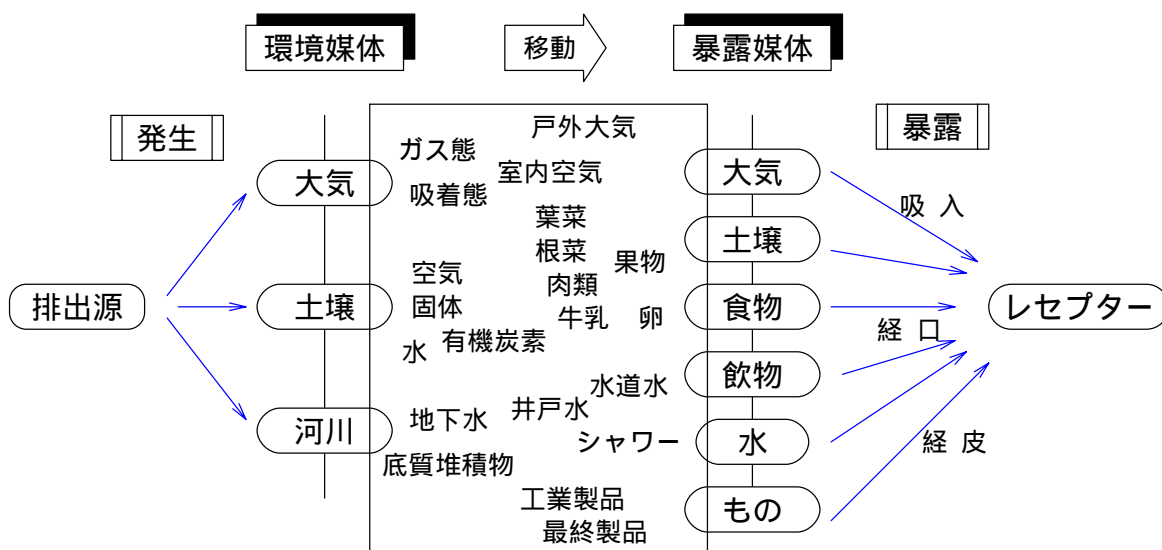 環境媒体
移動
暴露媒体
発生
暴露
戸外大気
ガス態
大気
室内空気
大気
吸着態
吸 入
葉菜
土壌
根菜
果物
空気
肉類
排出源
土壌
固体
牛乳
卵
食物
レセプター
水
有機炭素
経 口
飲物
水道水
河川
地下水
井戸水
シャワー
水
経 皮
底質堆積物
工業製品
もの
最終製品